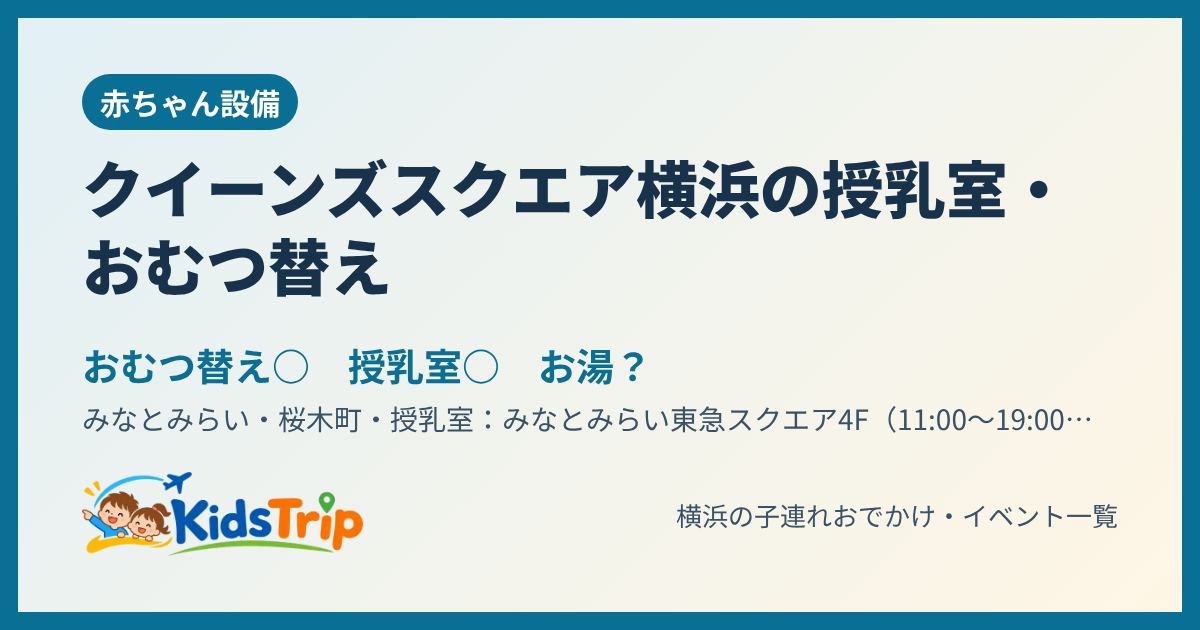 赤ちゃん設備
クイーンズスクエア横浜の授乳室・
おむつ替え
おむつ替え○　授乳室○　お湯？
みなとみらい・桜木町・授乳室：みなとみらい東急スクエア4F（11:00〜19:00…
KidsTrip
横浜の子連れおでかけ・イベント一覧